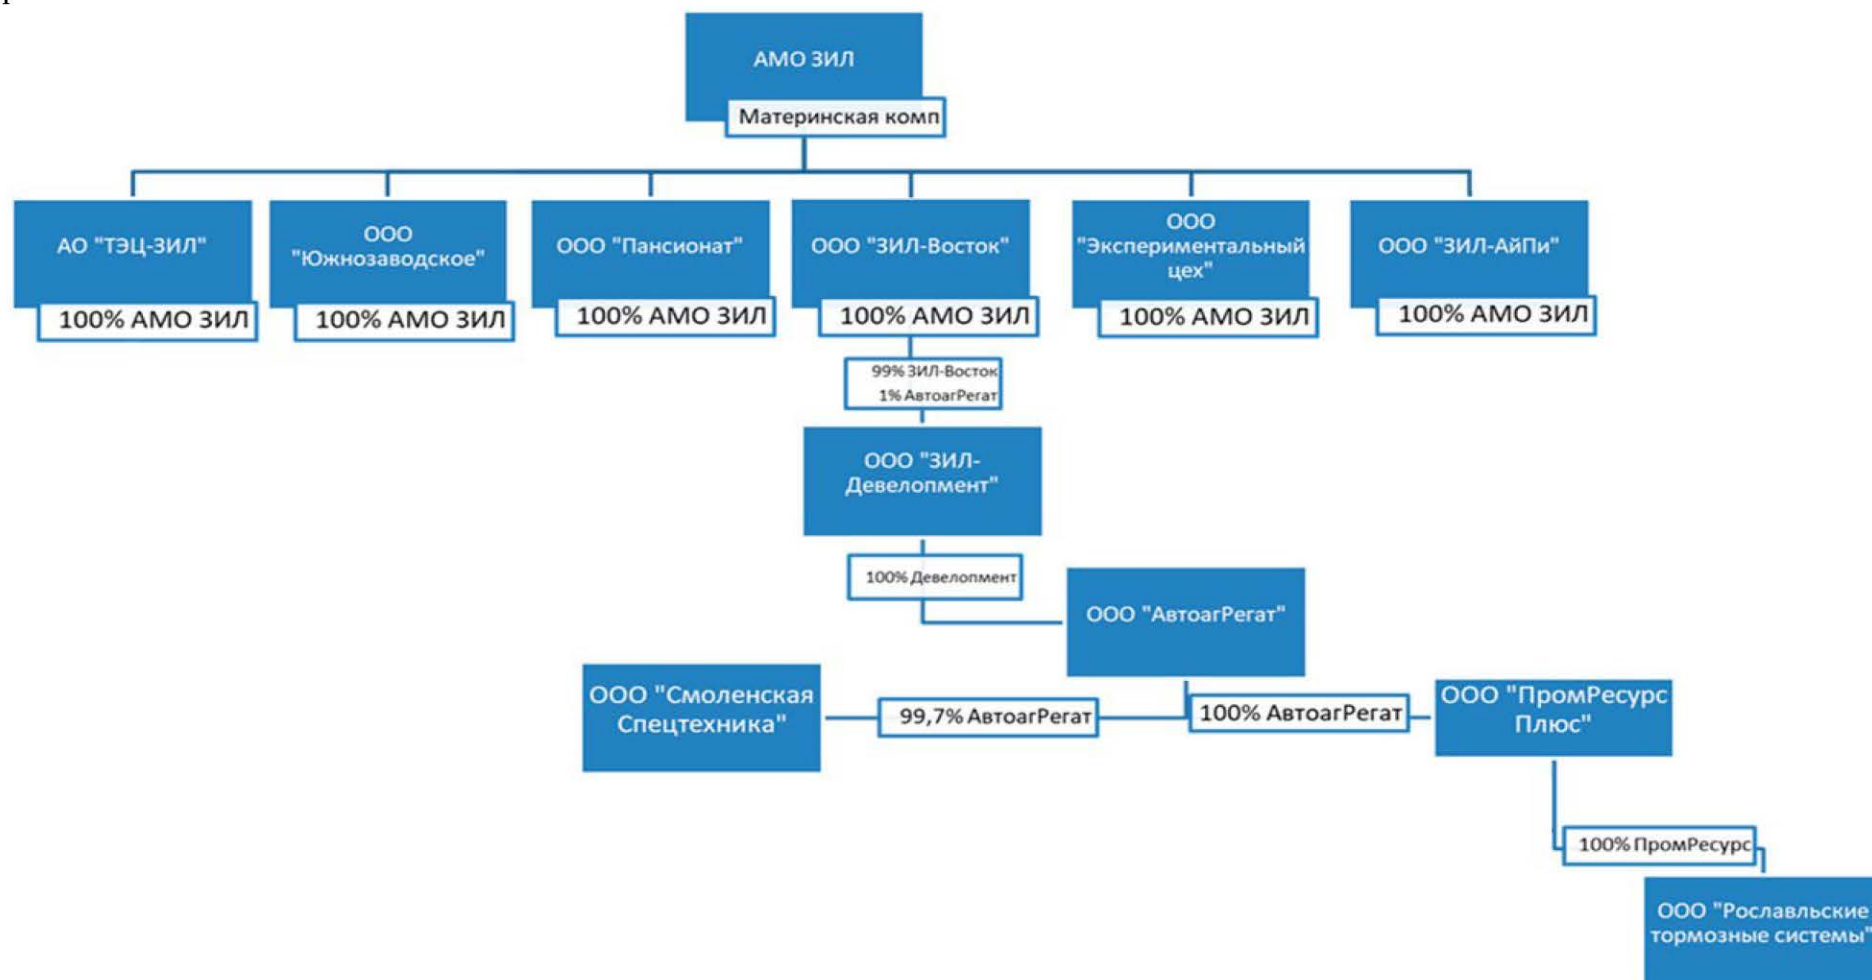 АМО ЗИЛ
Материнская комп
АО "ТЭЦ-ЗИЛ"
100% АМО ЗИЛ
ООО
"Южнозаводское"
100% АМО ЗИЛ
ООО "Пансионат"
100% АМО ЗИЛ
ООО "ЗИЛ-Восток"
100% АМО ЗИЛ
ООО
"Экспериментальный
цех"
100% АМО ЗИЛ
ООО "ЗИЛ-АйПи"
100% АМО ЗИЛ
99% ЗИЛ-Восток
1% АвтоагРегат
ООО "ЗИЛ-
Девелопмент"
100% Девелопмент
ООО "АвтоагРегат"
ООО "Смоленская
Спецтехника"
99,7% АвтоагРегат
100% АвтоагРегат
ООО "ПромРесурс
Плюс"
100% ПромРесурс
ООО "Рославльские
тормозные системы"